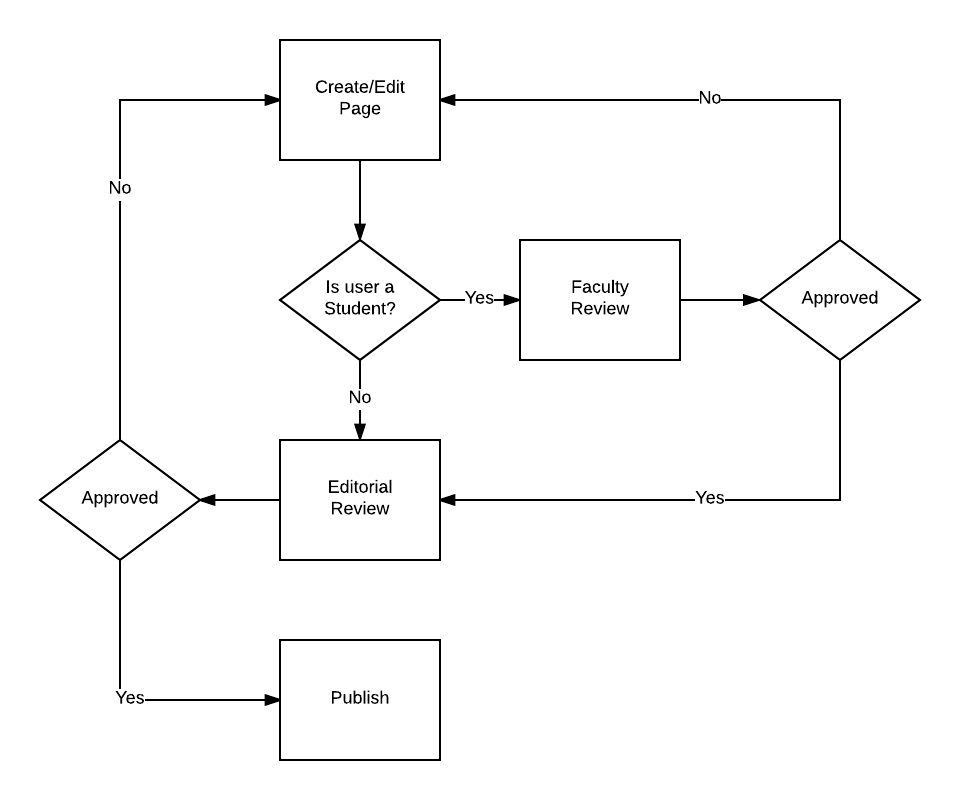 Create/Edit
Page
No
No
Is user a
Student?
Yes
Faculty
Review
Approved
No
Approved
Editorial
Review
Yes
Yes
Publish